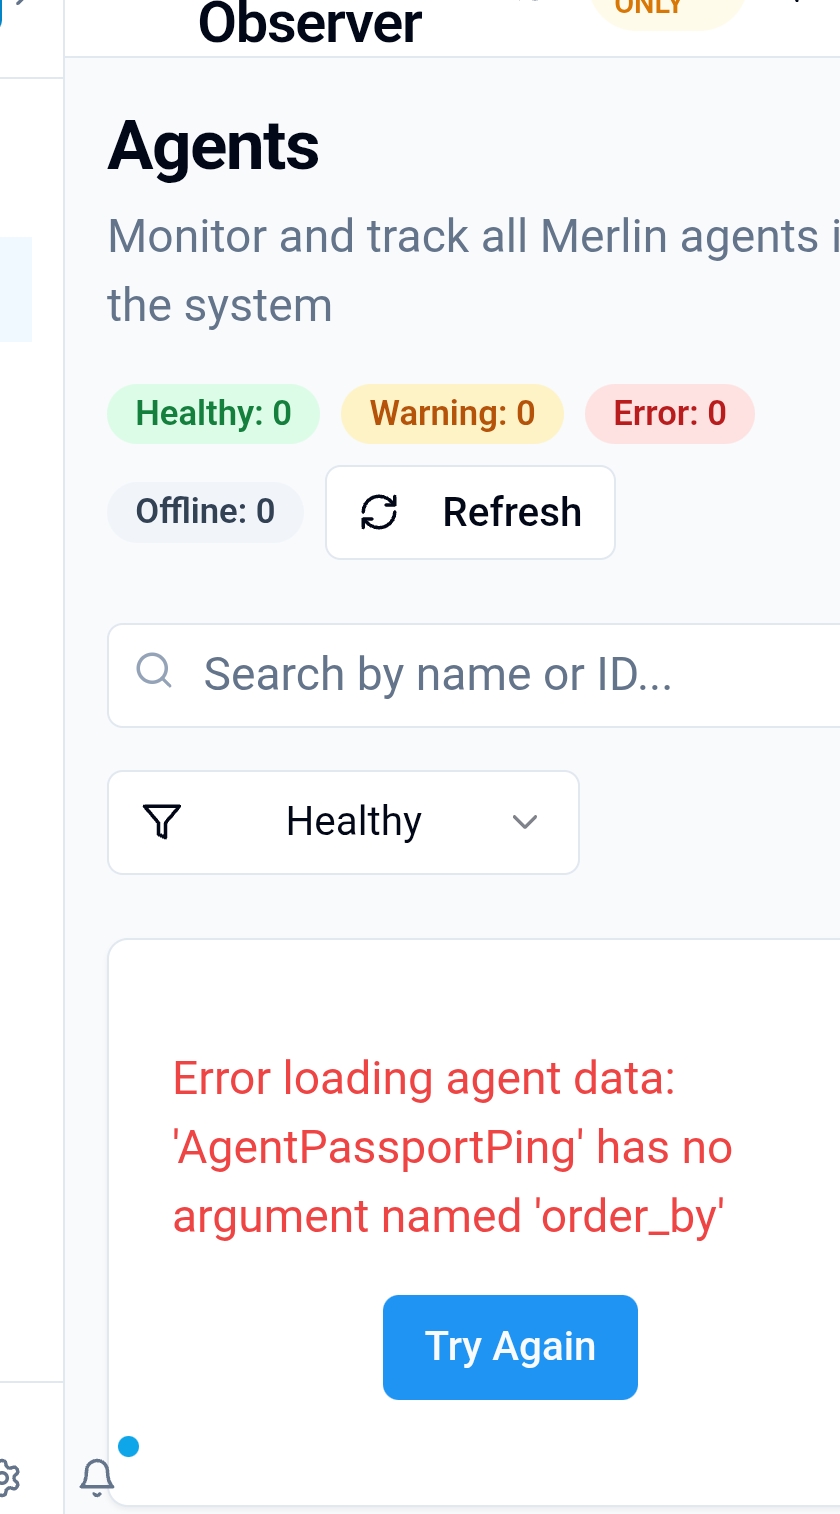 Observer
ONLY
Agents
Monitor and track all Merlin agents i
the system
Healthy: 0
Warning: 0
Error: 0
Offline: 0
Refresh
Search by name or ID...
Healthy
Error loading agent data:
'AgentPassportPing' has no
argument named 'order_by'
Try Again